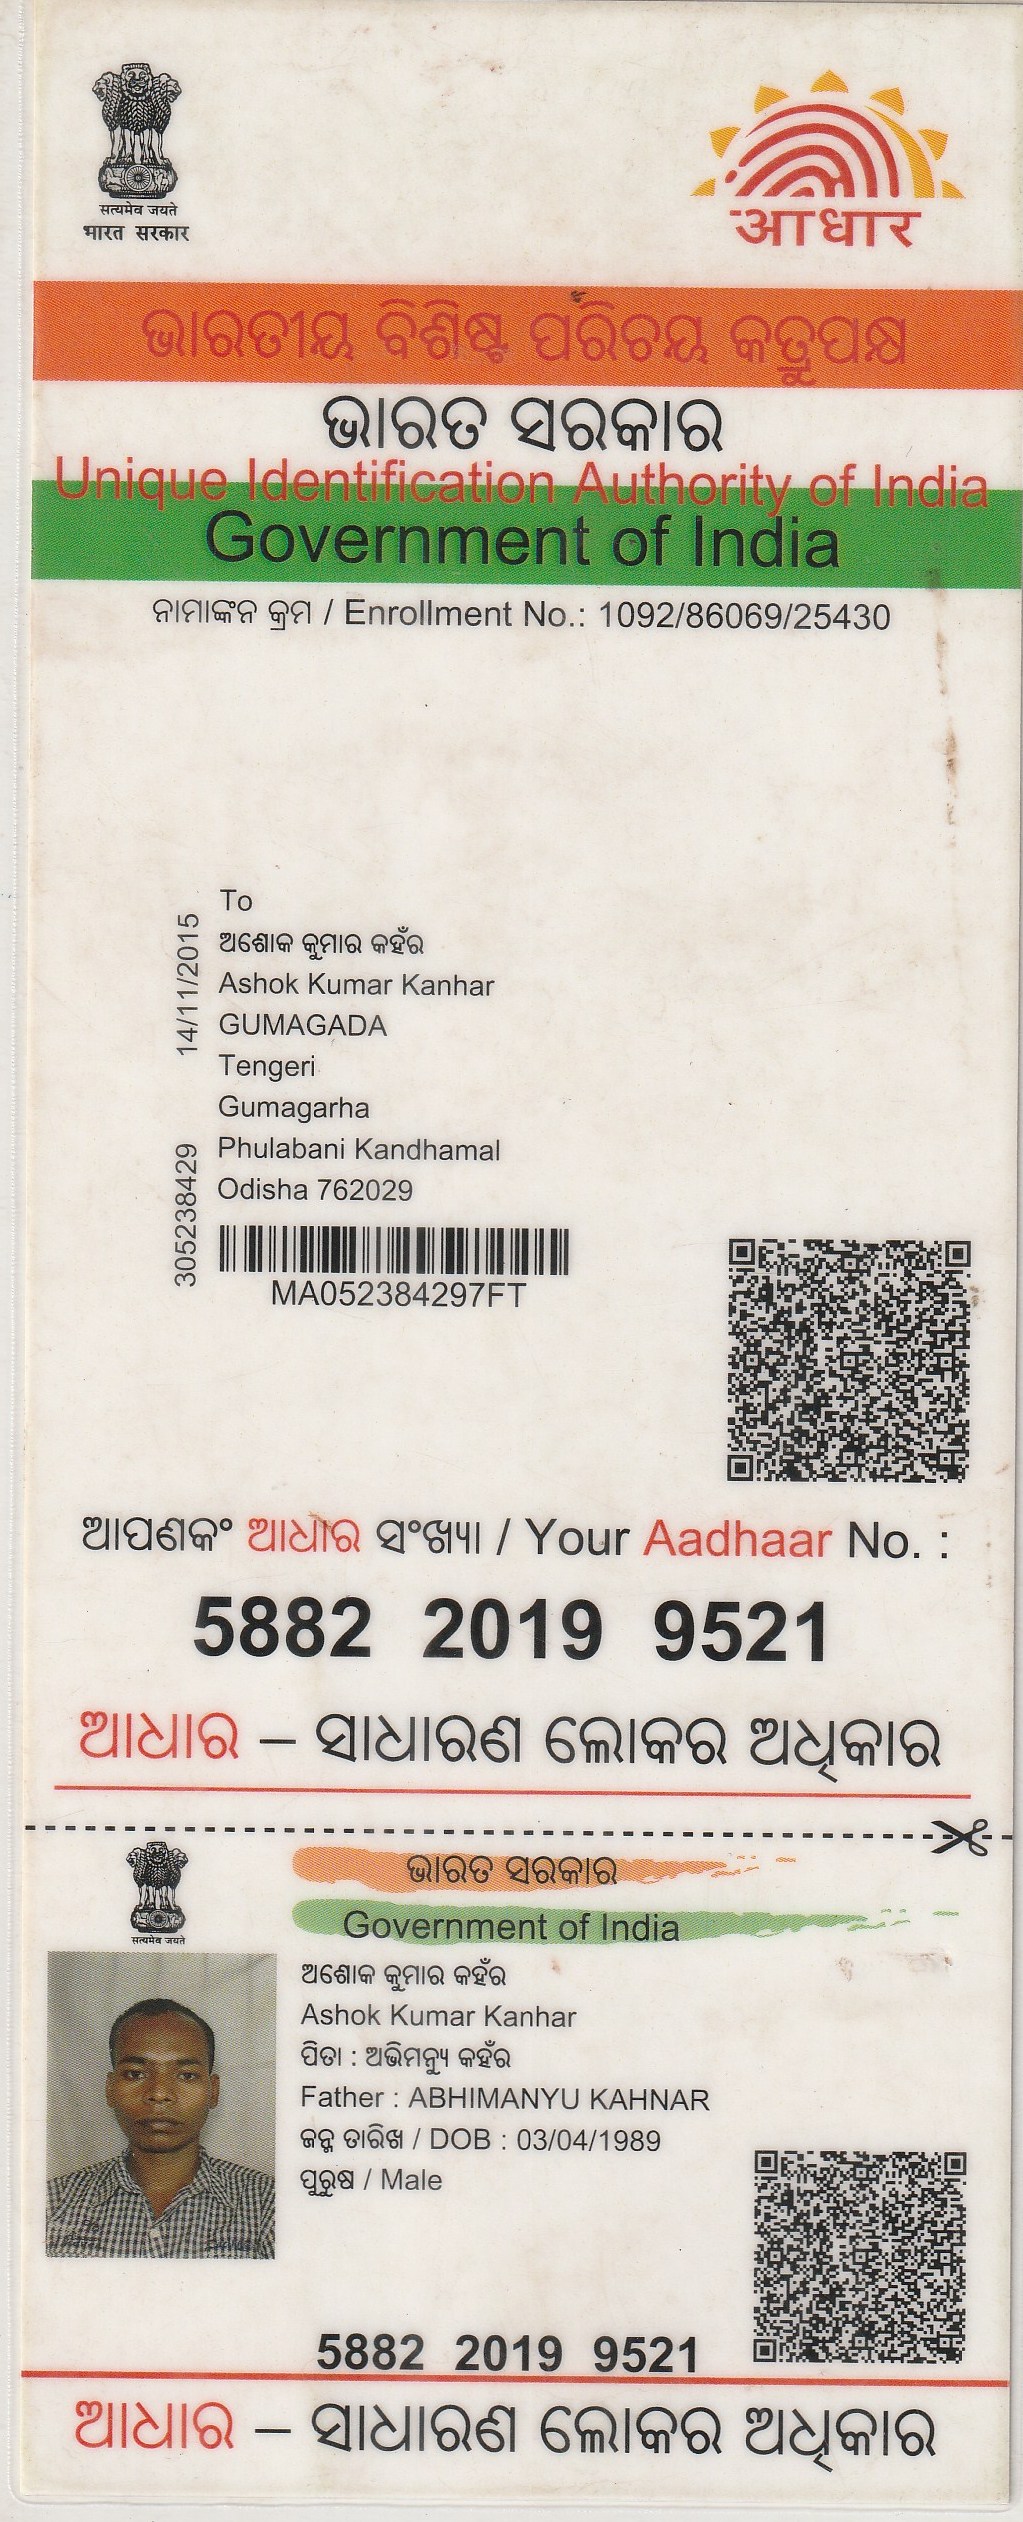 सत्यमेव जयते
भारत सरकार
आधार
ଭାରତୀୟ ବିଶିଷ୍ଟ ପରିଚୟ କତ୍ରୁପକ୍ଷ
ଭାରତ ସରକାର
Unique Identification Authority of India
Government of India
ନାମାଙ୍କନ କ୍ରମ / Enrollment No.: 1092/86069/25430
14/11/2015
305238429
To
ଅଶୋକ କୁମାର କହଁର
Ashok Kumar Kanhar
GUMAGADA
Tengeri
Gumagarha
Phulabani Kandhamal
Odisha 762029
MA052384297FT
ଆପଣକଂ ଆଧାର ସଂଖ୍ୟା / Your Aadhaar No. :
5882 2019 9521
ଆଧାର – ସାଧାରଣ ଲୋକର ଅଧିକାର
सत्यमेव जयते
ଭାରତ ସରକାର
Government of India
ଅଶୋକ କୁମାର କହଁର
Ashok Kumar Kanhar
ପିତା : ଅଭିମନ୍ୟୁ କହଁର
Father : ABHIMANYU KAHNAR
ଜନ୍ମ ତାରିଖ / DOB : 03/04/1989
ପୁରୁଷ / Male
5882 2019 9521
ଆଧାର – ସାଧାରଣ ଲୋକର ଅଧିକାର